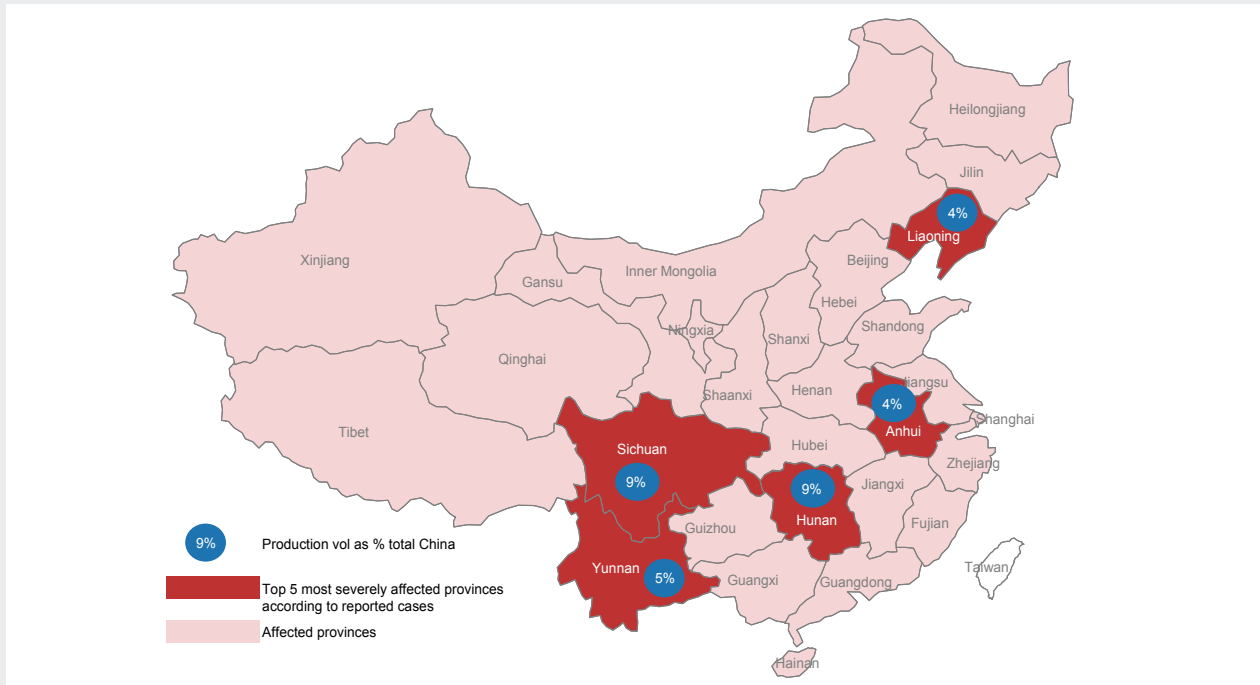 Heilongjiang
Jilin
4%
Liaoning
Beijing
Xinjiang
Inner Mongolia
Gansu
Hebei
Shandong
Ningxia
Shanxi
Qinghai
Jiangsu
Henan
Shaanxi
4%
Shanghai
Tibet
Anhui
Hubei
Sichuan
Zhejiang
9%
9%
Jiangxi
Hunan
Fujian
Guizhou
9%
Production vol as % total China
Yunnan
5%
Guangxi
Guangdong
Taiwan
Top 5 most severely affected provinces
according to reported cases
Affected provinces
Hainan